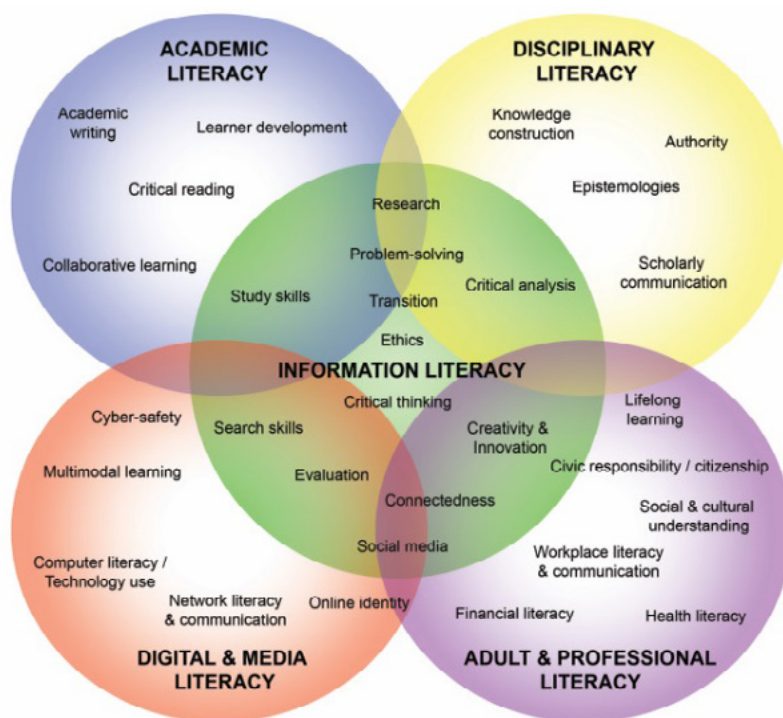 ACADEMIC
LITERACY
Academic
writing
Learner development
Critical reading
Collaborative learning
DISCIPLINARY
LITERACY
Knowledge
construction
Authority
Epistemologies
Scholarly
communication
Research
Problem-solving
Study skills
Transition
Critical analysis
Ethics
INFORMATION LITERACY
Critical thinking
Search skills
Creativity &
Innovation
Evaluation
Connectedness
Social media
Cyber-safety
Multimodal learning
Computer literacy /
Technology use
Network literacy
& communication
Online identity
DIGITAL & MEDIA
LITERACY
Lifelong
learning
Civic responsibility / citizenship
Social & cultural
understanding
Workplace literacy
& communication
Financial literacy
Health literacy
ADULT & PROFESSIONAL
LITERACY